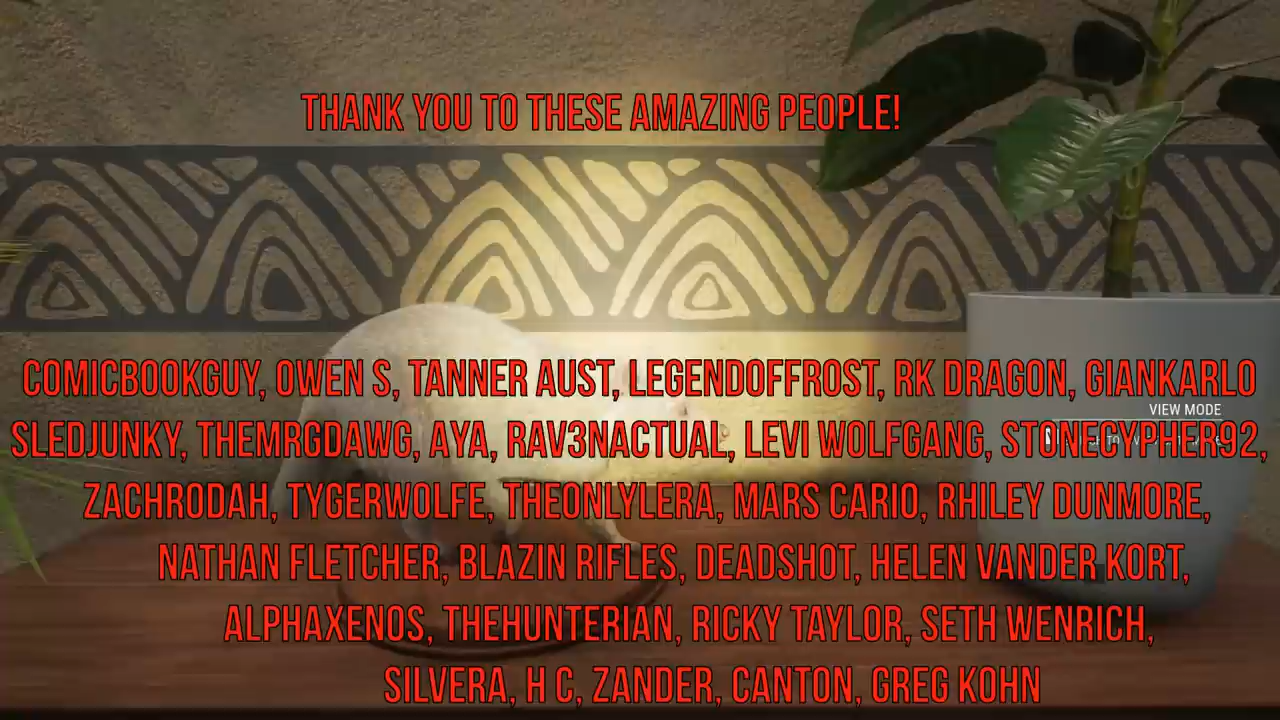 THANK YOU TO THESE AMAZING PEOPLE!
COMICBOOKGUY, OWEN S, TANNER AUST, LEGENDOFFROST, RK DRAGON, GIANKARLO
VIEW MODE
SLEDJUNKY, THEMRGDAWG, AYA, RAV3NACTUAL, LEVI WOLFGANG, STONECYPHER92,
ZACHRODAH, TYGERWOLFE, THEONLYLERA, MARS CARIO, RHILEY DUNMORE,
NATHAN FLETCHER, BLAZIN RIFLES, DEADSHOT, HELEN VANDER KORT,
ALPHAXENOS, THEHUNTERIAN, RICKY TAYLOR, SETH WENRICH,
SILVERA, H C, ZANDER, CANTON, GREG KOHN